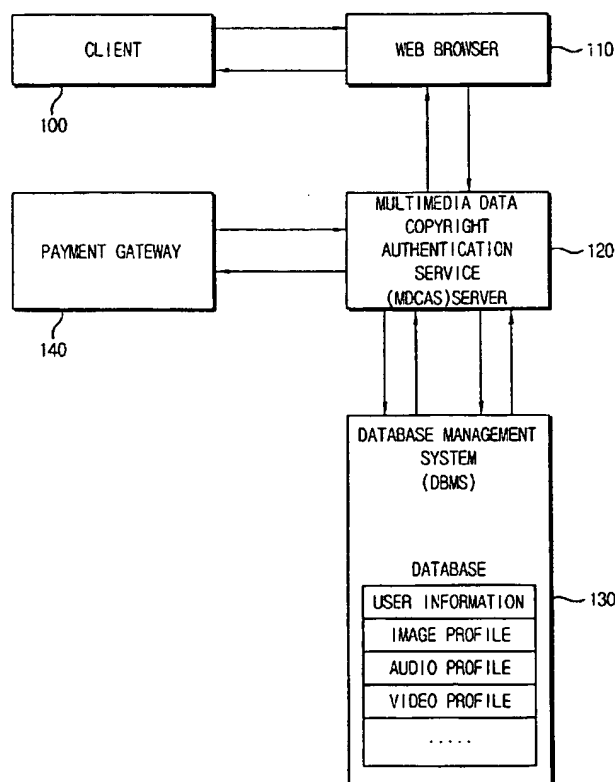 CLIENT
100
WEB BROWSER
110
PAYMENT GATEWAY
140
MULTIMEDIA DATA
COPYRIGHT
AUTHENTICATION
SERVICE
(MDCAS)SERVER
120
DATABASE MANAGEMENT
SYSTEM
(DBMS)
DATABASE
USER INFORMATION
IMAGE PROFILE
AUDIO PROFILE
VIDEO PROFILE
.....
130